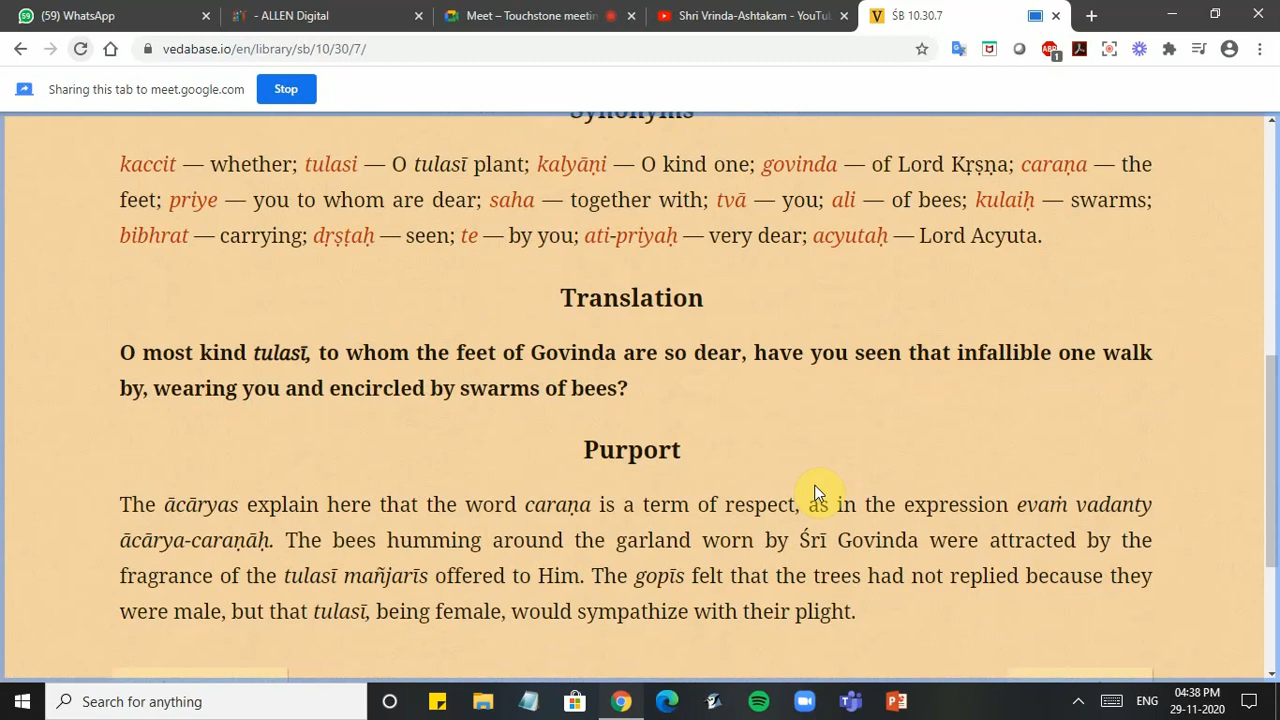 (59) WhatsApp
- ALLEN Digital
Meet – Touchstone meetin
Shri Vrinda-Ashtakam - YouTu
ŚB 10.30.7
vedabase.io/en/library/sb/10/30/7/
Sharing this tab to meet.google.com
Stop
Synonyms
kaccit — whether; tulasi — O tulasī plant; kalyāṇi — O kind one; govinda — of Lord Kṛṣṇa; caraṇa — the
feet; priye — you to whom are dear; saha — together with; tvā — you; ali — of bees; kulaiḥ — swarms;
bibhrat — carrying; dṛṣṭaḥ — seen; te — by you; ati-priyaḥ — very dear; acyutaḥ — Lord Acyuta.
Translation
O most kind tulasī, to whom the feet of Govinda are so dear, have you seen that infallible one walk
by, wearing you and encircled by swarms of bees?
Purport
The ācāryas explain here that the word caraṇa is a term of respect, as in the expression evaṁ vadanty
ācārya-caraṇāḥ. The bees humming around the garland worn by Śrī Govinda were attracted by the
fragrance of the tulasī mañjarīs offered to Him. The gopīs felt that the trees had not replied because they
were male, but that tulasī, being female, would sympathize with their plight.
Search for anything
ENG
04:38 PM
29-11-2020